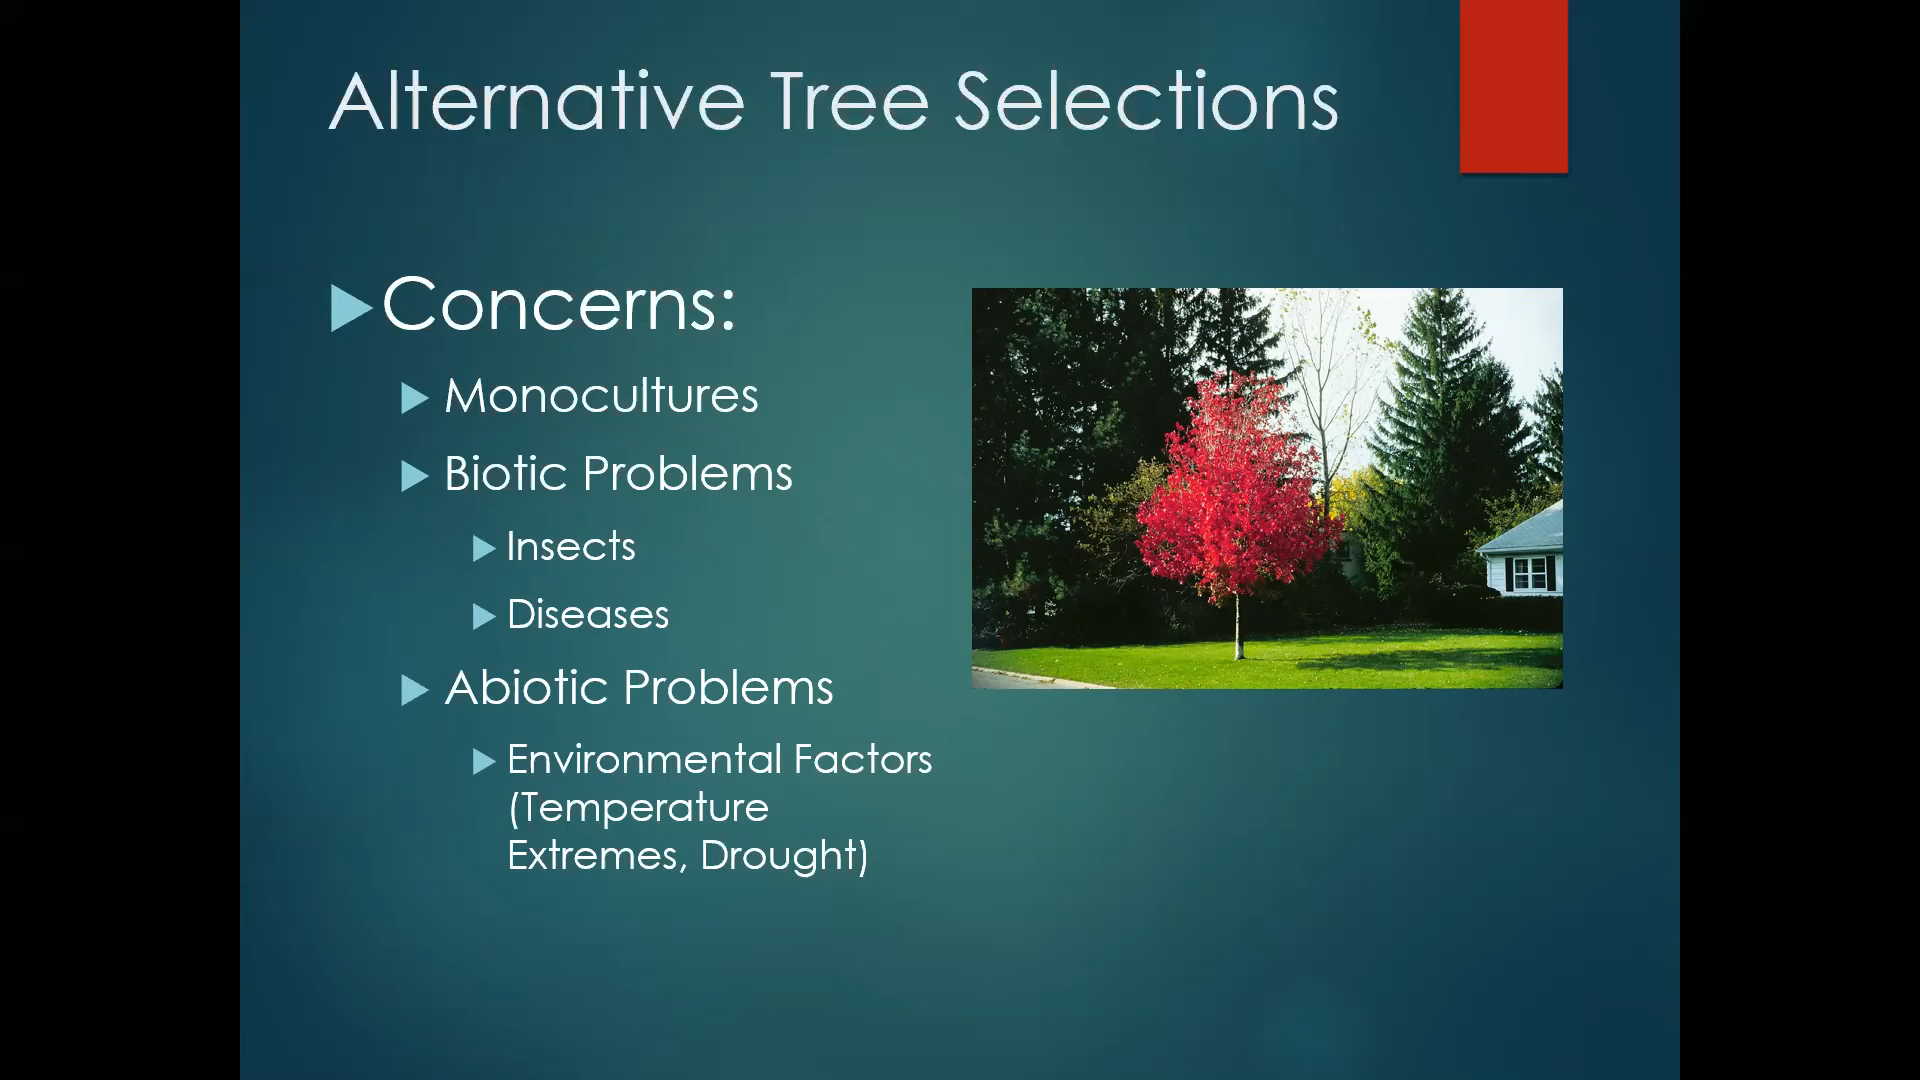 Alternative Tree Selections
Concerns:
Monocultures
Biotic Problems
Insects
Diseases
Abiotic Problems
Environmental Factors
(Temperature
Extremes, Drought)